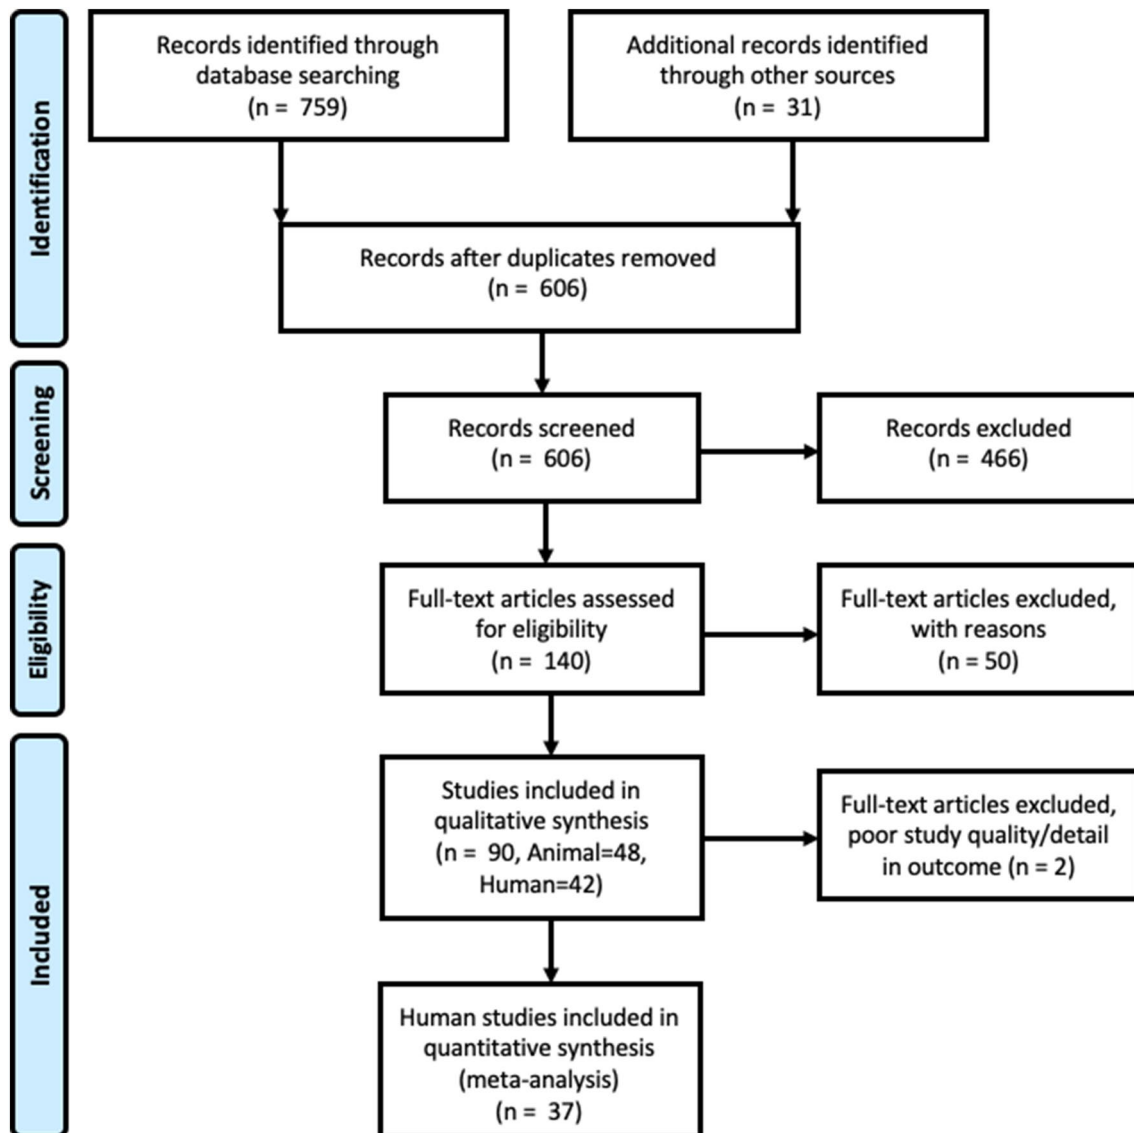 Identification
Records identified through
database searching
(n = 759)
Additional records identified
through other sources
(n = 31)
Records after duplicates removed
(n = 606)
Screening
Records screened
(n = 606)
Records excluded
(n = 466)
Eligibility
Full-text articles assessed
for eligibility
(n = 140)
Full-text articles excluded,
with reasons
(n = 50)
Included
Studies included in
qualitative synthesis
(n = 90, Animal=48,
Human=42)
Full-text articles excluded,
poor study quality/detail
in outcome (n = 2)
Human studies included in
quantitative synthesis
(meta-analysis)
(n = 37)